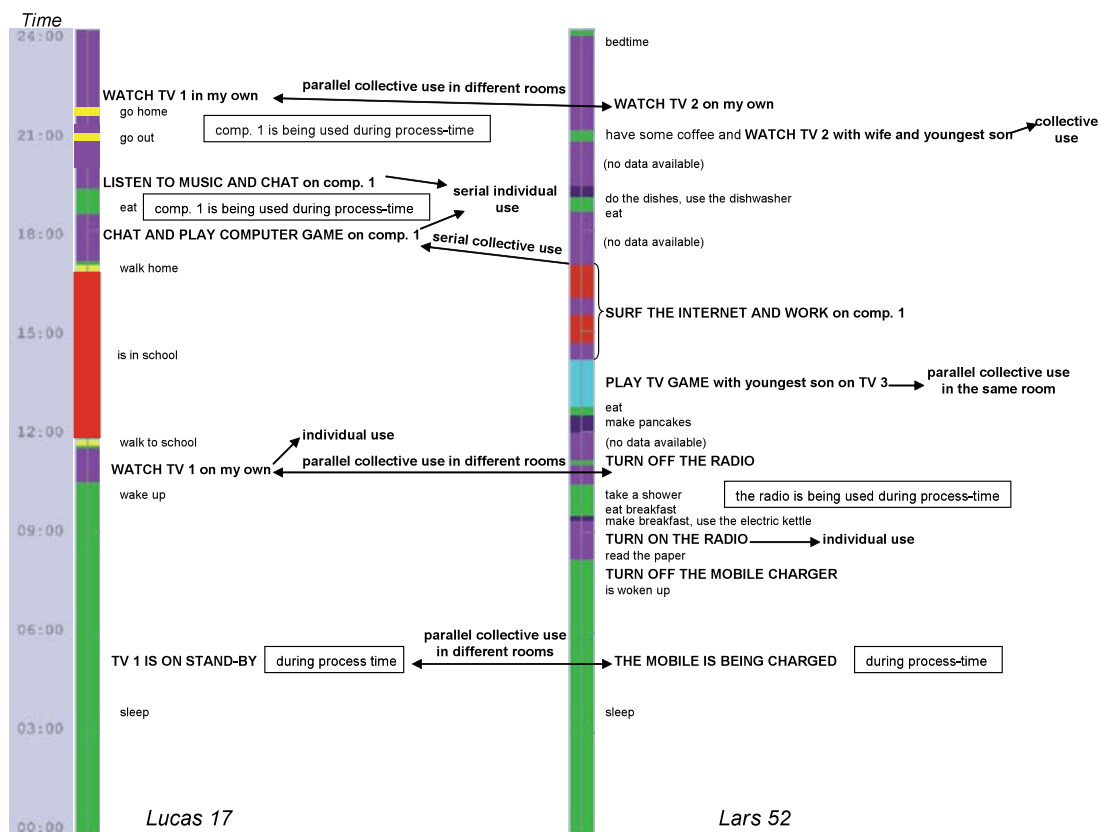 Time
24:00
bedtime
WATCH TV 1 in my own
parallel collective use in different rooms
WATCH TV 2 on my own
go home
comp. 1 is being used during process-time
21:00
go out
have some coffee and WATCH TV 2 with wife and youngest son
collective
use
(no data available)
LISTEN TO MUSIC AND CHAT on comp. 1
serial individual
use
eat
comp. 1 is being used during process-time
do the dishes, use the dishwasher
eat
18:00
CHAT AND PLAY COMPUTER GAME on comp. 1
serial collective use
(no data available)
walk home
SURF THE INTERNET AND WORK on comp. 1
15:00
is in school
PLAY TV GAME with youngest son on TV 3
parallel collective use
in the same room
eat
make pancakes
12:00
walk to school
individual use
(no data available)
WATCH TV 1 on my own
parallel collective use in different rooms
TURN OFF THE RADIO
wake up
take a shower
the radio is being used during process-time
eat breakfast
make breakfast, use the electric kettle
09:00
TURN ON THE RADIO
individual use
read the paper
TURN OFF THE MOBILE CHARGER
is woken up
06:00
parallel collective use
in different rooms
TV 1 IS ON STAND-BY
during process time
THE MOBILE IS BEING CHARGED
during process-time
sleep
sleep
03:00
Lucas 17
Lars 52
00:00